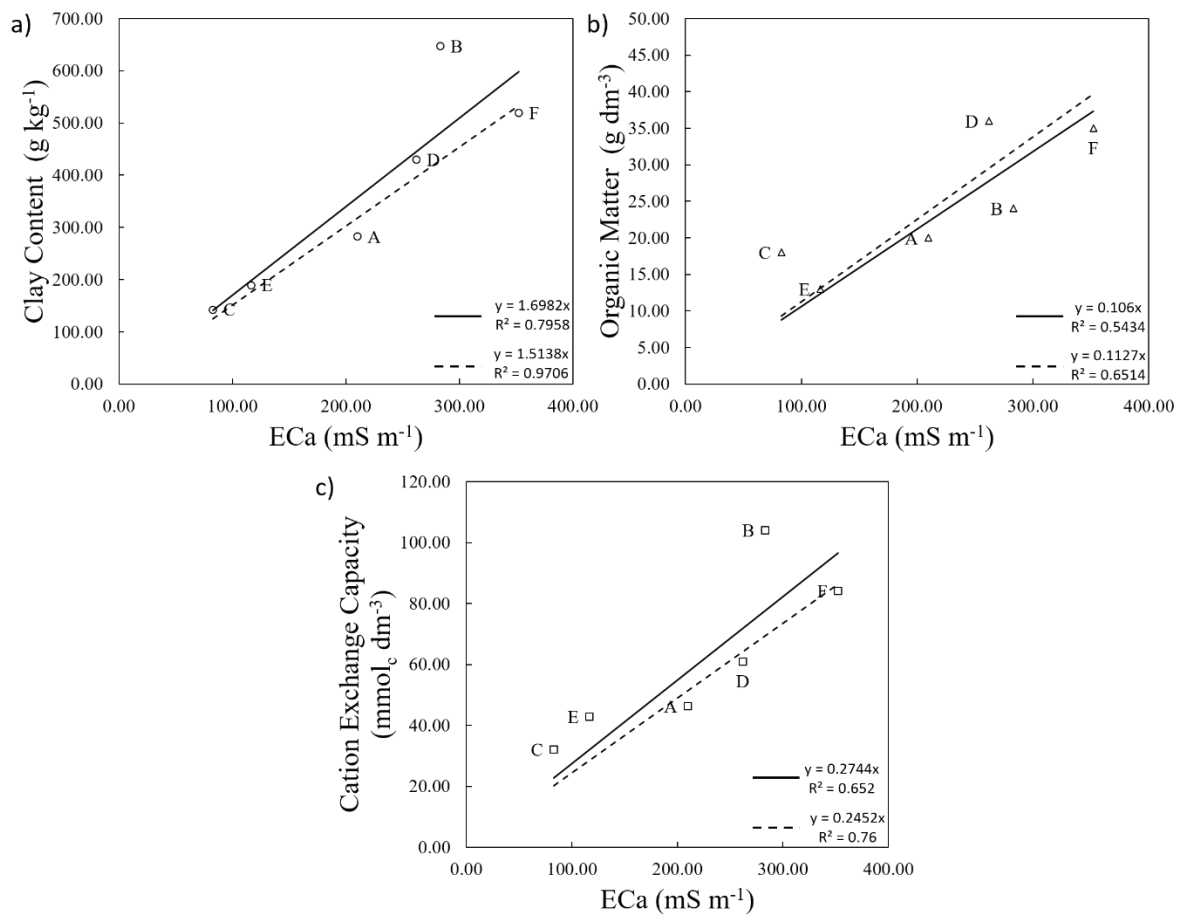 a)
700.00
600.00
500.00
400.00
300.00
200.00
100.00
0.00
Clay Content (g kg⁻¹)
B
F
D
A
E
C
y = 1.6982x
R² = 0.7958
y = 1.5138x
R² = 0.9706
0.00 100.00 200.00 300.00 400.00
ECa (mS m⁻¹)
b)
50.00
45.00
40.00
35.00
30.00
25.00
20.00
15.00
10.00
5.00
0.00
Organic Matter (g dm⁻³)
D
F
B
A
C
E
y = 0.106x
R² = 0.5434
y = 0.1127x
R² = 0.6514
0.00 100.00 200.00 300.00 400.00
ECa (mS m⁻¹)
c)
120.00
100.00
80.00
60.00
40.00
20.00
0.00
Cation Exchange Capacity
(mmol꜀ dm⁻³)
B
F
D
A
E
C
y = 0.2744x
R² = 0.652
y = 0.2452x
R² = 0.76
0.00 100.00 200.00 300.00 400.00
ECa (mS m⁻¹)